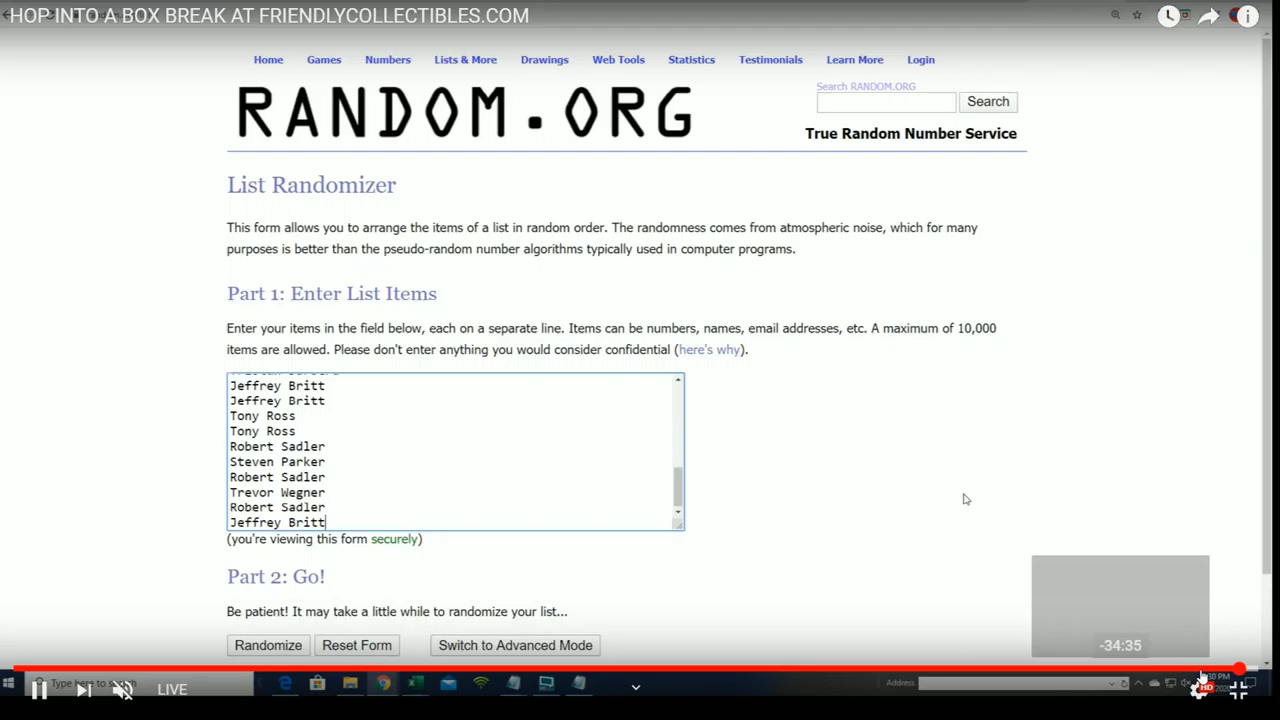 HOP INTO A BOX BREAK AT FRIENDLYCOLLECTIBLES.COM
Home Games Numbers Lists & More Drawings Web Tools Statistics Testimonials Learn More Login
RANDOM.ORG
Search RANDOM.ORG
Search
True Random Number Service
List Randomizer
This form allows you to arrange the items of a list in random order. The randomness comes from atmospheric noise, which for many
purposes is better than the pseudo-random number algorithms typically used in computer programs.
Part 1: Enter List Items
Enter your items in the field below, each on a separate line. Items can be numbers, names, email addresses, etc. A maximum of 10,000
items are allowed. Please don't enter anything you would consider confidential (here's why).
Jeffrey Britt
Jeffrey Britt
Tony Ross
Tony Ross
Robert Sadler
Steven Parker
Robert Sadler
Trevor Wegner
Robert Sadler
Jeffrey Britt
(you're viewing this form securely)
Part 2: Go!
Be patient! It may take a little while to randomize your list...
Randomize Reset Form Switch to Advanced Mode
-34:35
Type here to search
LIVE
Address
HD